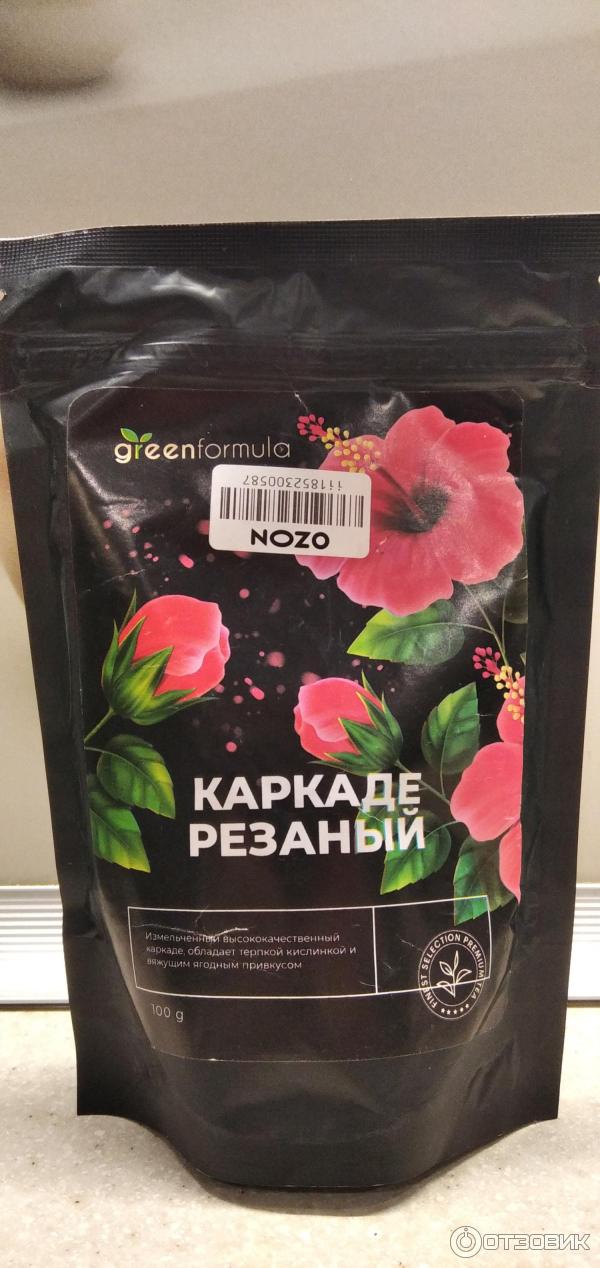 greenformula
ii1852300587
OZON
КАРКАДЕ
РЕЗАНЫЙ
Измельченный высококачественный
каркаде, обладает терпкой кислинкой и
вяжущим ягодным привкусом
100 g
FINEST SELECTION PREMIUM TEA
ОТЗОВИК